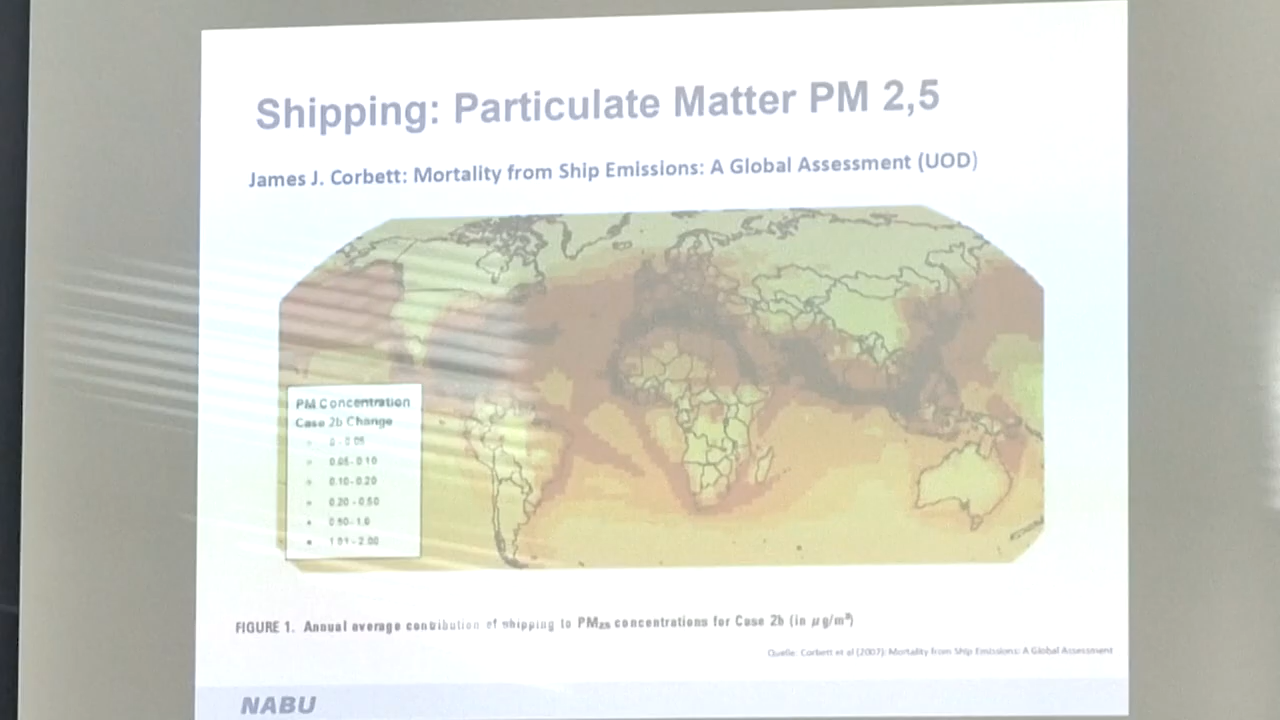 Shipping: Particulate Matter PM 2,5
James J. Corbett: Mortality from Ship Emissions: A Global Assessment (UOD)
PM Concentration
Case 2b Change
0 - 0.05
0.05-0.10
0.10-0.20
0.20 - 0.50
0.50- 1.0
1.01 - 2.00
FIGURE 1. Annual average contribution of shipping to PM2.5 concentrations for Case 2b (in μg/m³)
Quelle: Corbett et al (2007): Mortality from Ship Emissions: A Global Assessment
NABU